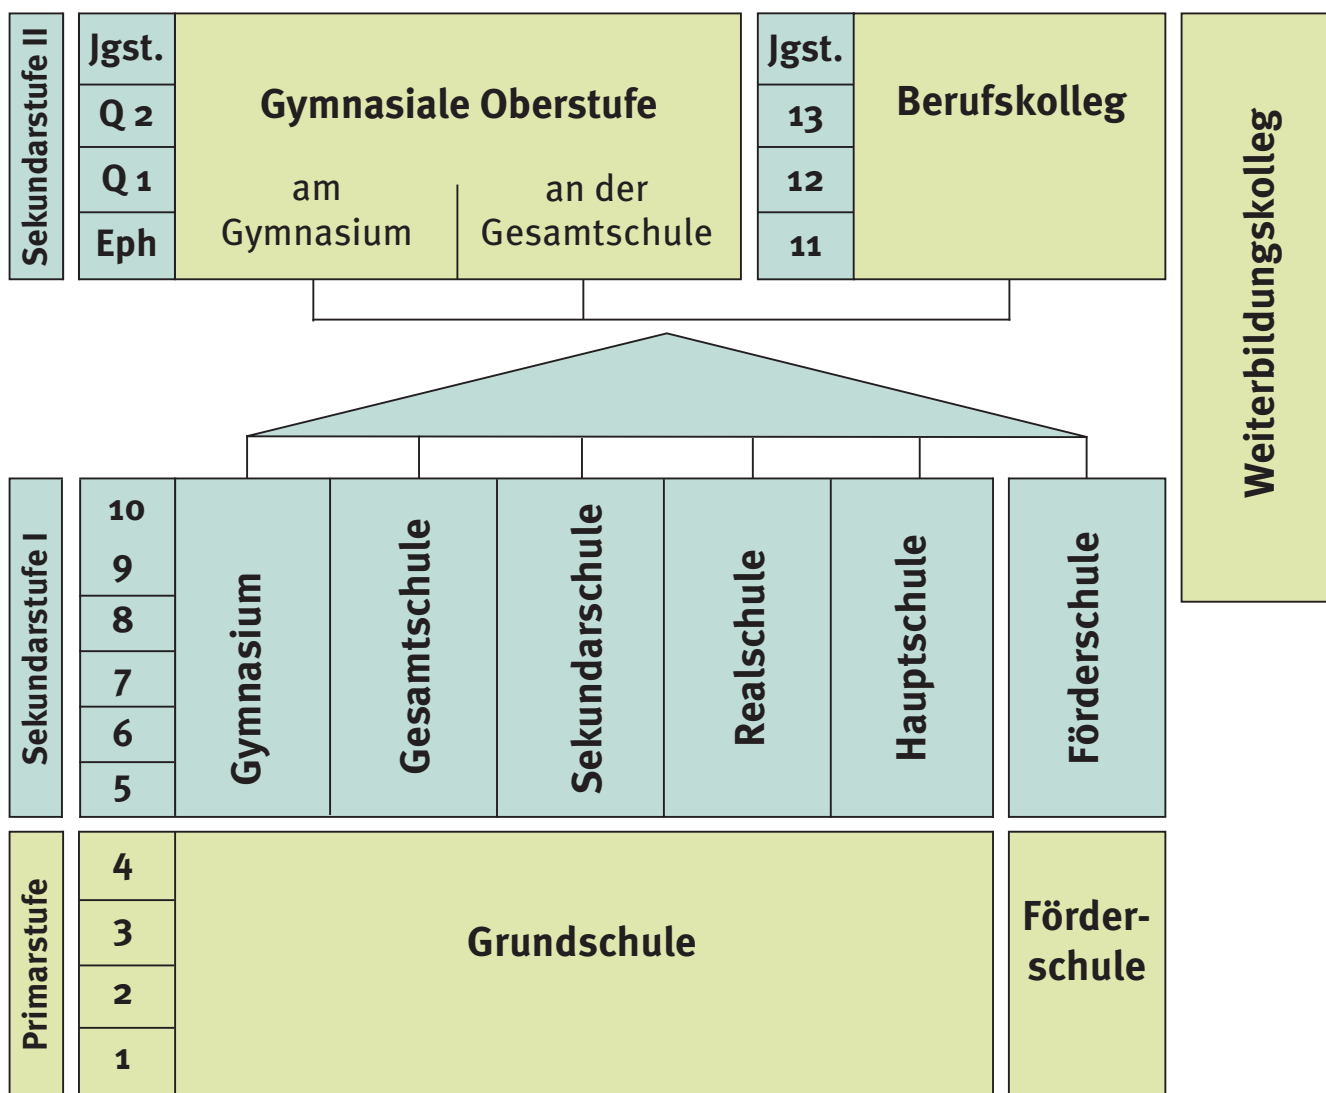 Sekundarstufe II
Jgst.
Q 2
Q 1
Eph
Gymnasiale Oberstufe
am
Gymnasium
an der
Gesamtschule
Jgst.
13
12
11
Berufskolleg
Weiterbildungskolleg
Sekundarstufe I
10
9
8
7
6
5
Gymnasium
Gesamtschule
Sekundarschule
Realschule
Hauptschule
Förderschule
Primarstufe
4
3
2
1
Grundschule
Förder-
schule